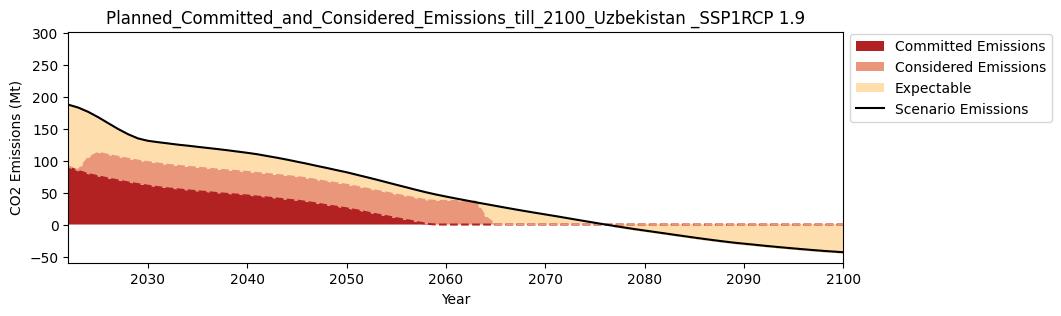 Planned_Committed_and_Considered_Emissions_till_2100_Uzbekistan _SSP1RCP 1.9
CO2 Emissions (Mt)
300
250
200
150
100
50
0
−50
2030
2040
2050
2060
2070
2080
2090
2100
Year
Committed Emissions
Considered Emissions
Expectable
Scenario Emissions